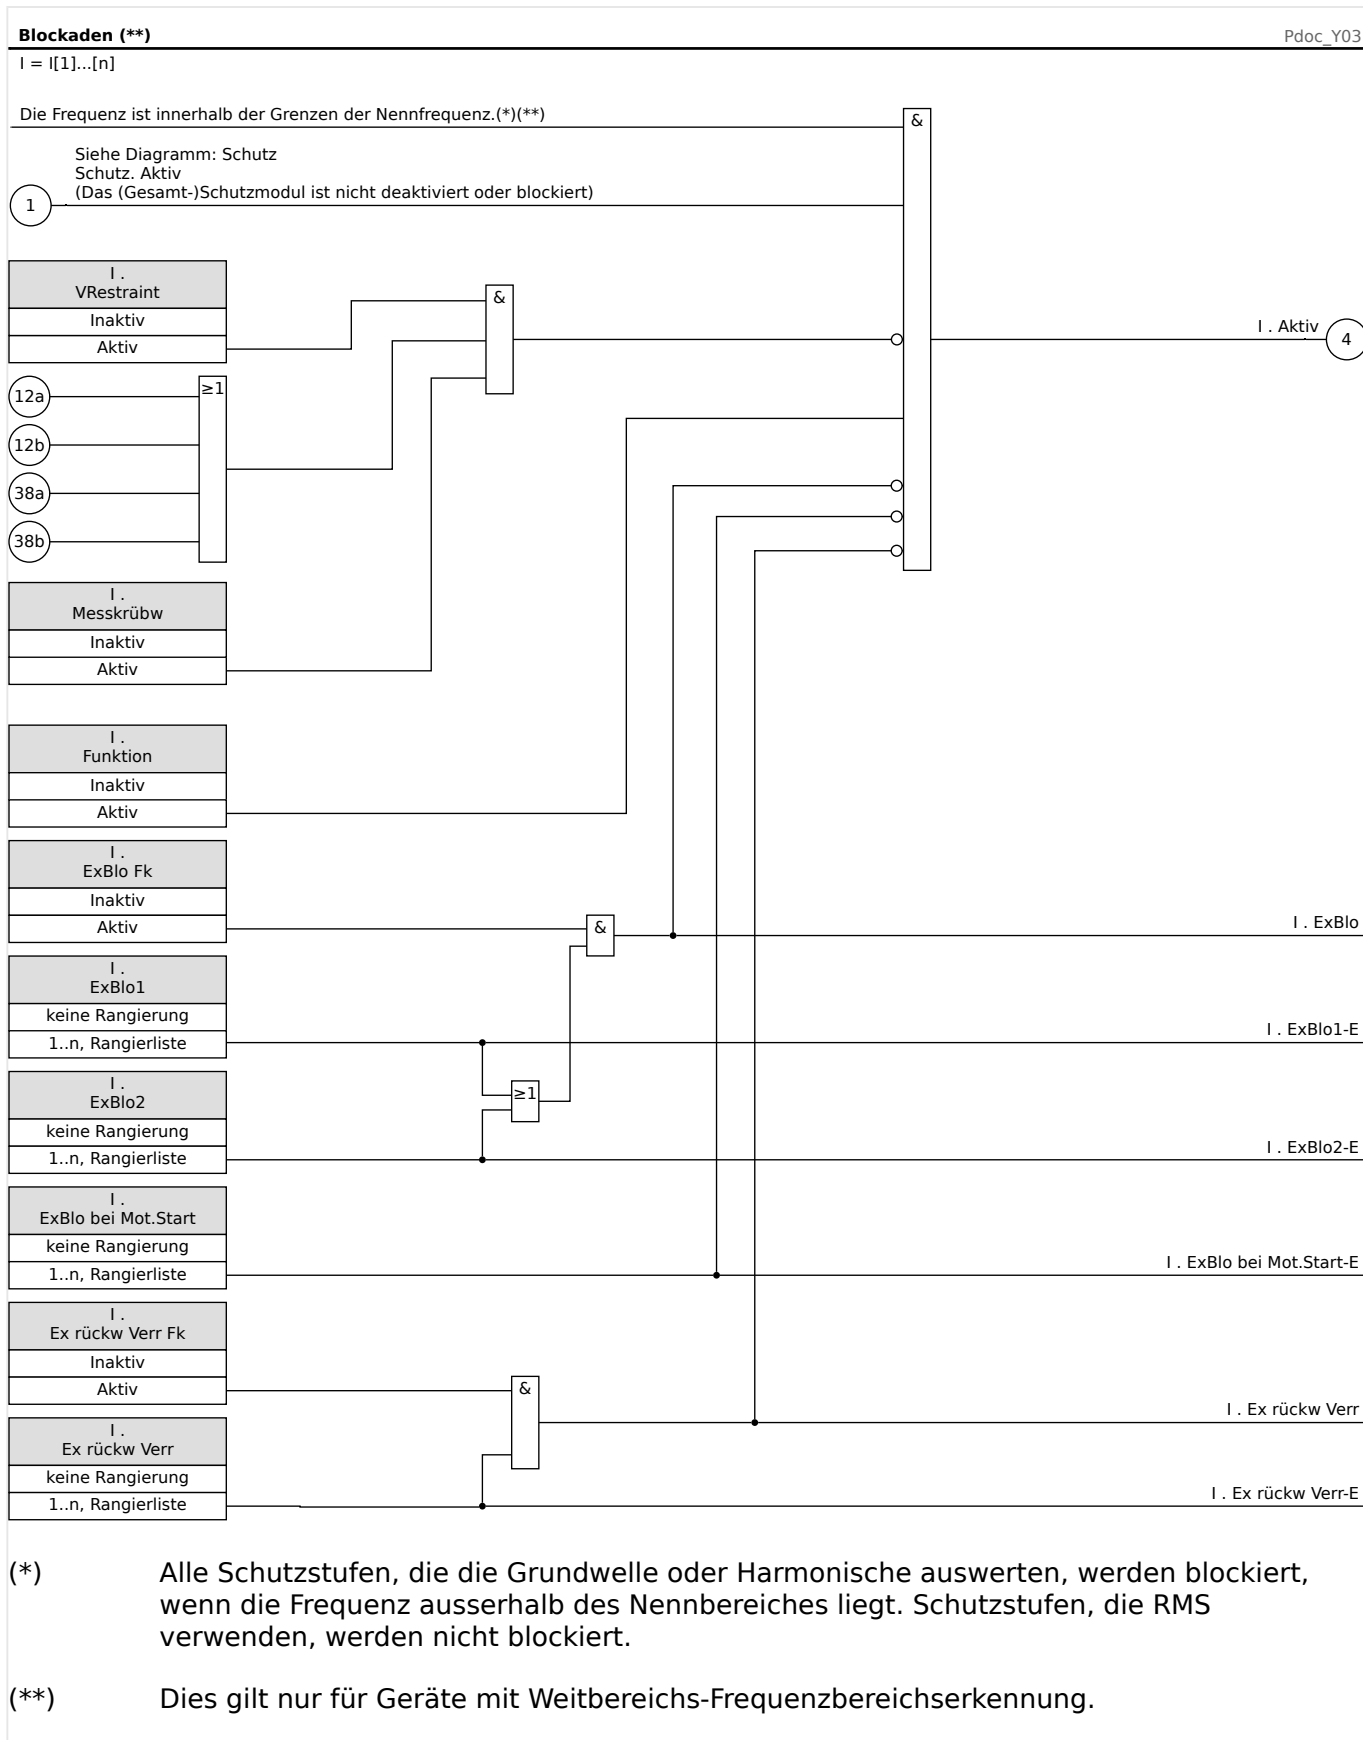 Blockaden (**)
Pdoc_Y03
I = I[1]...[n]
Die Frequenz ist innerhalb der Grenzen der Nennfrequenz.(*)(**)
&
Siehe Diagramm: Schutz
Schutz. Aktiv
(Das (Gesamt-)Schutzmodul ist nicht deaktiviert oder blockiert)
1
I .
VRestraint
Inaktiv
Aktiv
&
I . Aktiv
4
12a
≥1
12b
38a
38b
I .
Messkrübw
Inaktiv
Aktiv
I .
Funktion
Inaktiv
Aktiv
I .
ExBlo Fk
Inaktiv
Aktiv
&
I . ExBlo
I .
ExBlo1
keine Rangierung
1..n, Rangierliste
I . ExBlo1-E
≥1
I .
ExBlo2
keine Rangierung
1..n, Rangierliste
I . ExBlo2-E
I .
ExBlo bei Mot.Start
keine Rangierung
1..n, Rangierliste
I . ExBlo bei Mot.Start-E
I .
Ex rückw Verr Fk
Inaktiv
Aktiv
&
I . Ex rückw Verr
I .
Ex rückw Verr
keine Rangierung
1..n, Rangierliste
I . Ex rückw Verr-E
(*) Alle Schutzstufen, die die Grundwelle oder Harmonische auswerten, werden blockiert,
wenn die Frequenz ausserhalb des Nennbereiches liegt. Schutzstufen, die RMS
verwenden, werden nicht blockiert.
(**) Dies gilt nur für Geräte mit Weitbereichs-Frequenzbereichserkennung.